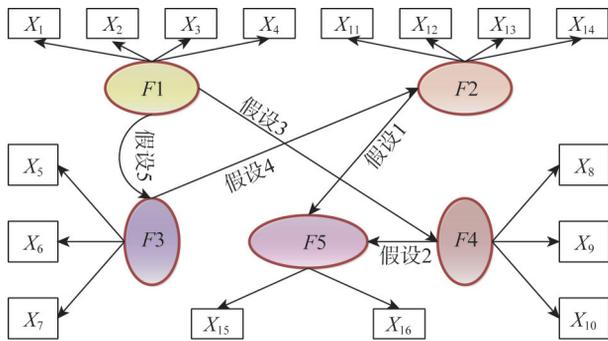 X₁ X₂ X₃ X₄ X₁₁ X₁₂ X₁₃ X₁₄
F1 F2
假设3
假设1
假设5
假设4
X₅ X₈
X₆ F3 F5 F4 X₉
假设2
X₇ X₁₀
X₁₅ X₁₆